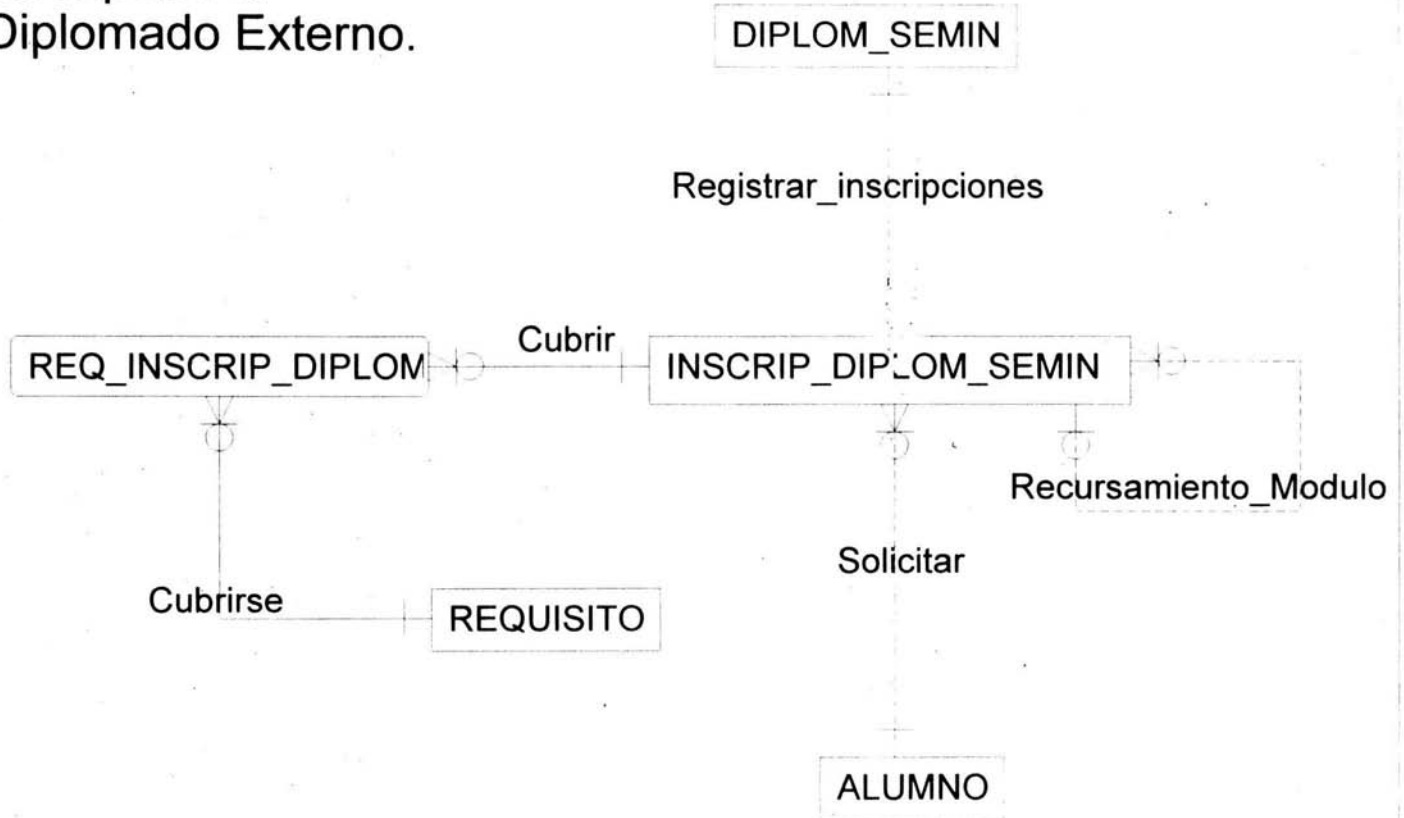 Diplomado Externo.
DIPLOM_SEMIN
Registrar_inscripciones
Cubrir
REQ_INSCRIP_DIPLOM
INSCRIP_DIPLOM_SEMIN
Recursamiento_Modulo
Solicitar
Cubrirse
REQUISITO
ALUMNO